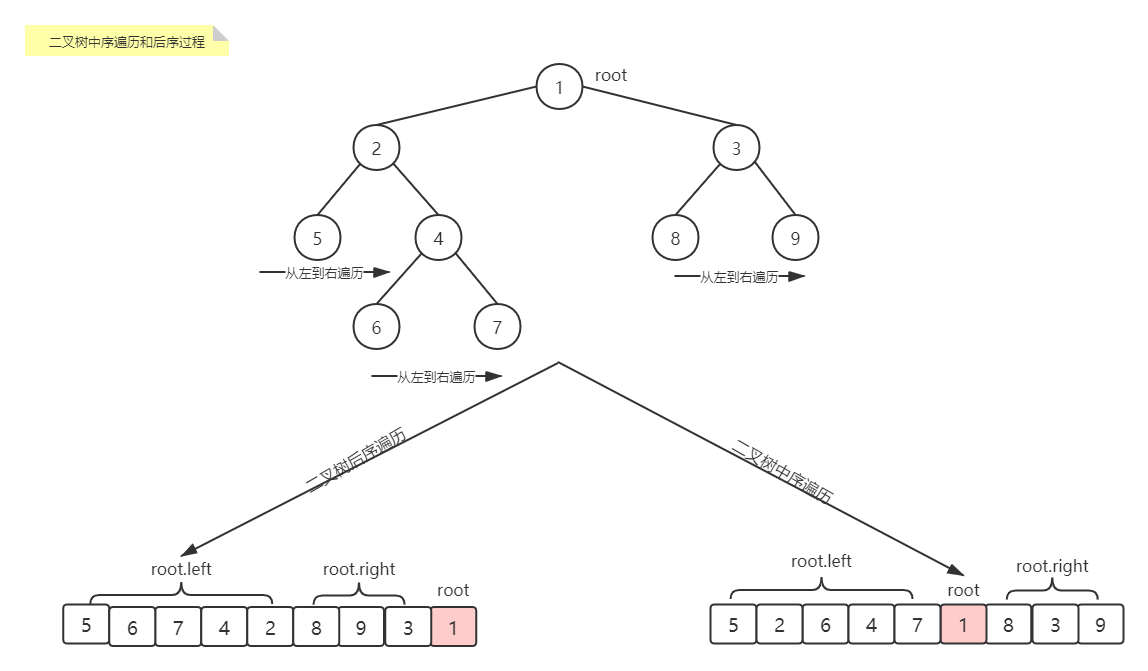 二叉树中序遍历和后序过程
1 root
2 3
5 4 8 9
从左到右遍历 从左到右遍历
6 7
从左到右遍历
二叉树后序遍历 二叉树中序遍历
root.left root.right root
5 6 7 4 2 8 9 3 1
root.left root root.right
5 2 6 4 7 1 8 3 9